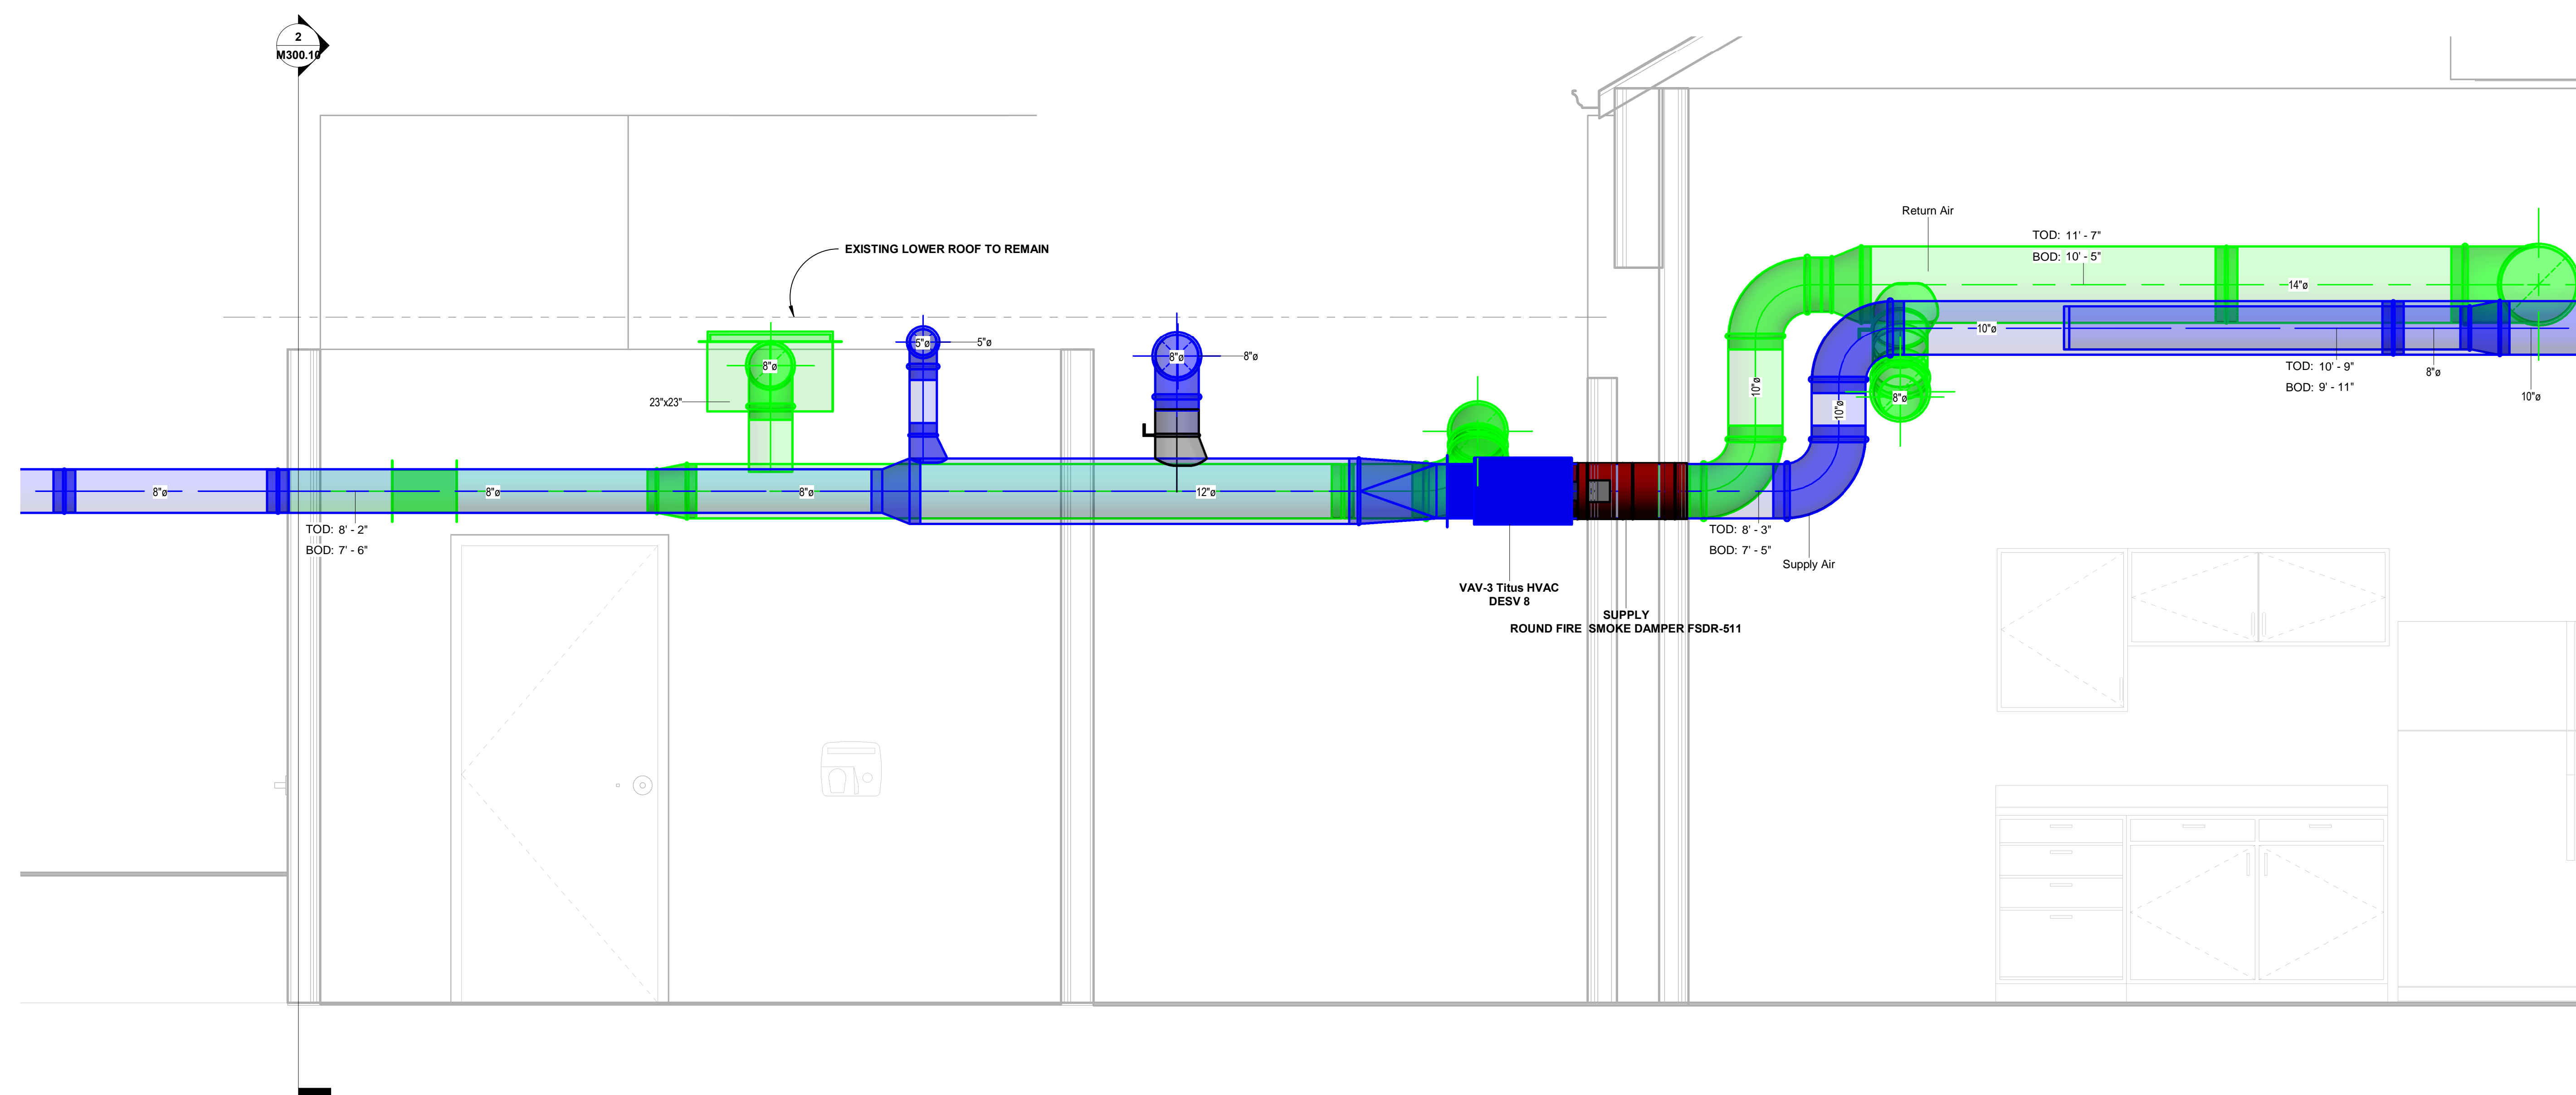 2
M300.10
Return Air
TOD: 11' - 7"
BOD: 10' - 5"
EXISTING LOWER ROOF TO REMAIN
14"ø
10"ø
5"ø
5"ø
8"ø
8"ø
8"ø
TOD: 10' - 9"
BOD: 9' - 11"
8"ø
10"ø
10"ø
10"ø
8"ø
23"x23"
8"ø
8"ø
8"ø
12"ø
TOD: 8' - 2"
BOD: 7' - 6"
TOD: 8' - 3"
BOD: 7' - 5"
Supply Air
VAV-3 Titus HVAC
DESV 8
SUPPLY
ROUND FIRE SMOKE DAMPER FSDR-511